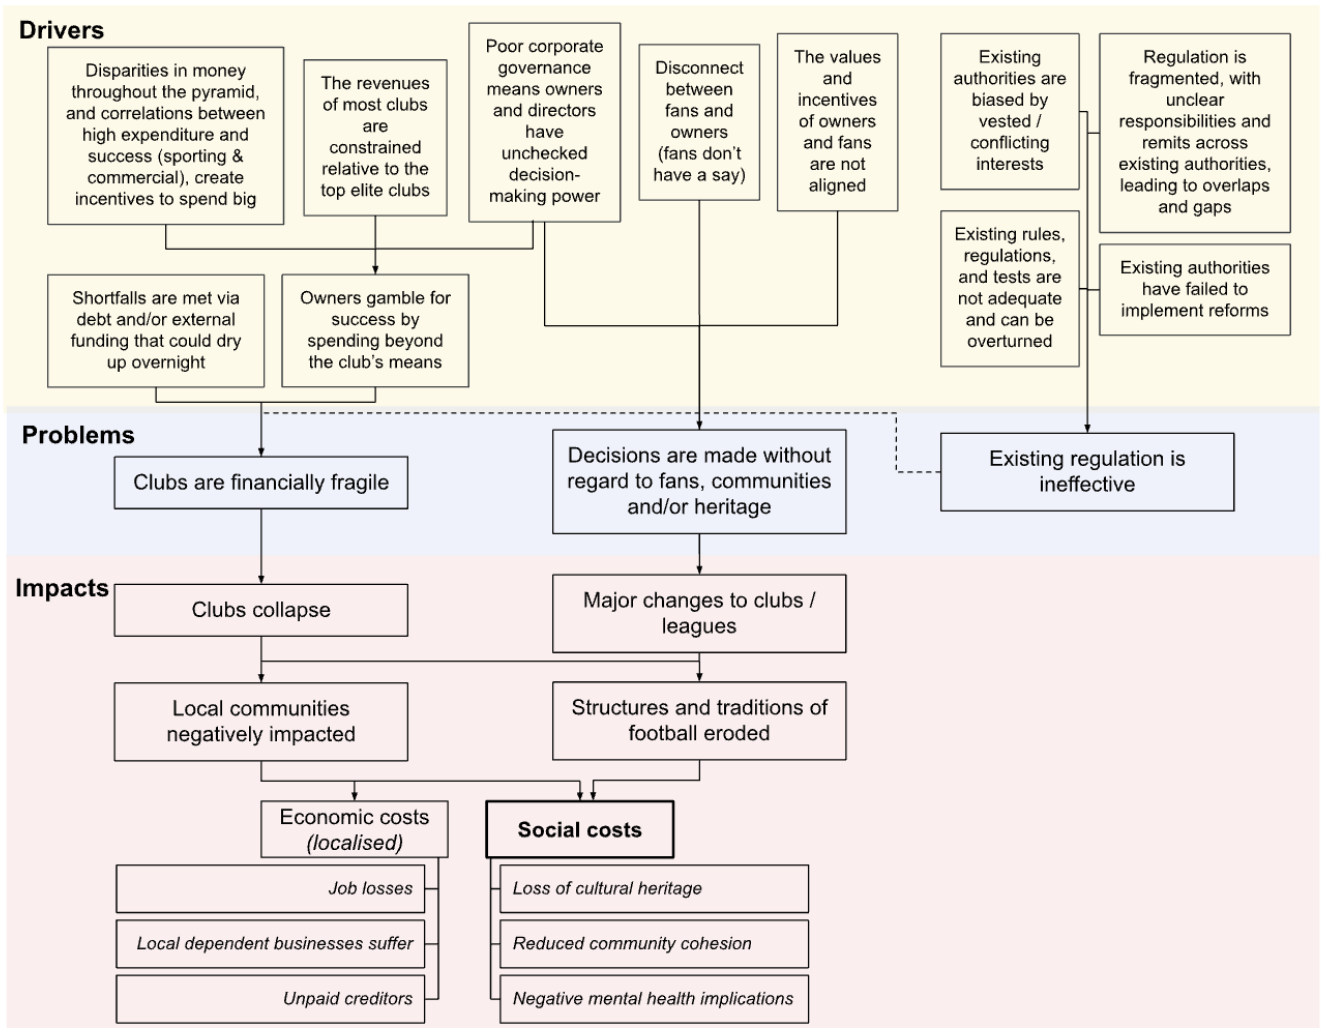 Drivers
Disparities in money
throughout the pyramid,
and correlations between
high expenditure and
success (sporting &
commercial), create
incentives to spend big
The revenues
of most clubs
are
constrained
relative to the
top elite clubs
Poor corporate
governance
means owners
and directors
have
unchecked
decision-
making power
Disconnect
between
fans and
owners
(fans don’t
have a say)
The values
and
incentives
of owners
and fans
are not
aligned
Existing
authorities are
biased by
vested /
conflicting
interests
Regulation is
fragmented, with
unclear
responsibilities and
remits across
existing authorities,
leading to overlaps
and gaps
Shortfalls are met via
debt and/or external
funding that could dry
up overnight
Owners gamble for
success by
spending beyond
the club’s means
Existing rules,
regulations,
and tests are
not adequate
and can be
overturned
Existing authorities
have failed to
implement reforms
Problems
Clubs are financially fragile
Decisions are made without
regard to fans, communities
and/or heritage
Existing regulation is
ineffective
Impacts
Clubs collapse
Major changes to clubs /
leagues
Local communities
negatively impacted
Structures and traditions of
football eroded
Economic costs
(localised)
Social costs
Job losses
Local dependent businesses suffer
Unpaid creditors
Loss of cultural heritage
Reduced community cohesion
Negative mental health implications